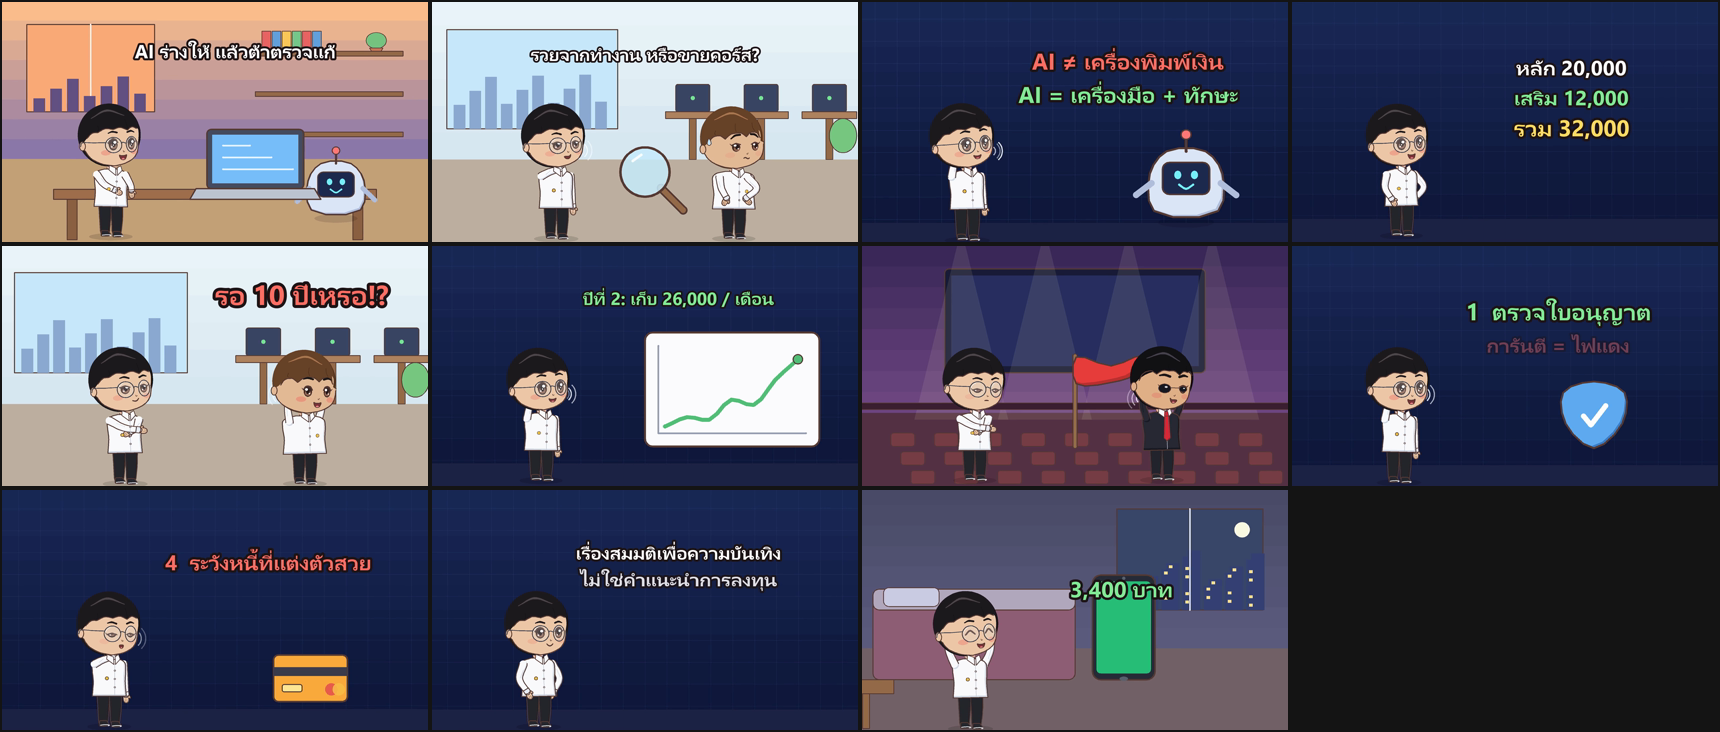 AI ร่างให้ แล้วต้าตรวจแก้
รวยจากทำงาน หรือขายคอร์ส?
AI ≠ เครื่องพิมพ์เงิน
AI = เครื่องมือ + ทักษะ
หลัก 20,000
เสริม 12,000
รวม 32,000
รอ 10 ปีเหรอ!?
ปีที่ 2: เก็บ 26,000 / เดือน
1 ตรวจใบอนุญาต
การันตี = ไฟแดง
4 ระวังหนี้ที่แต่งตัวสวย
เรื่องสมมติเพื่อความบันเทิง
ไม่ใช่คำแนะนำการลงทุน
3,400 บาท